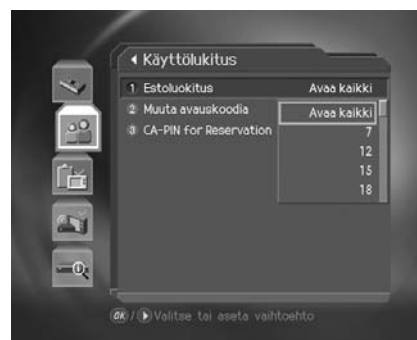 Käyttölukitus
1 Estoluokitus Avaa kaikki
2 Muuta avauskoodia Avaa kaikki
3 CA-PIN for Reservation 7
12
15
18
OK / Valitse tai aseta vaihtoehto